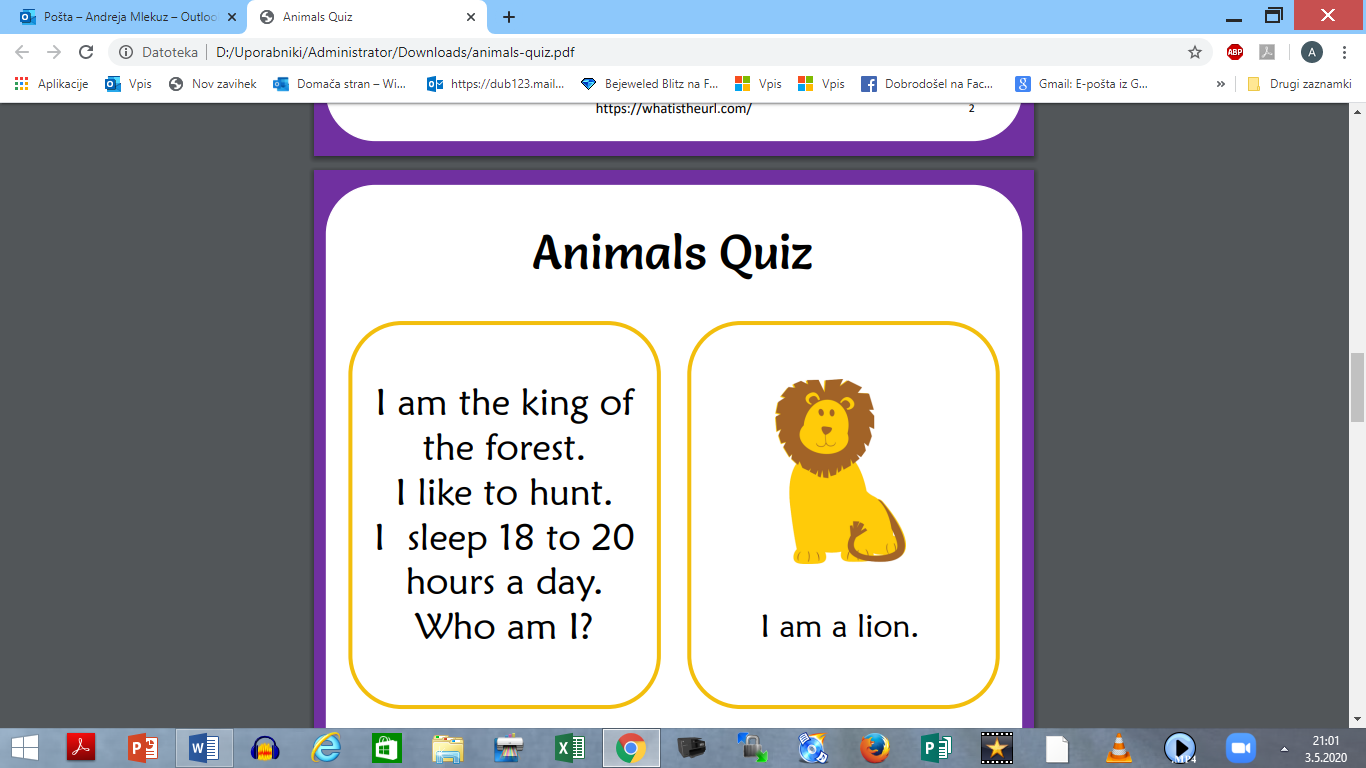 Pošta – Andreja Mlekuz – Outloo
Animals Quiz
Datoteka
D:/Uporabniki/Administrator/Downloads/animals-quiz.pdf
ABP
A
Aplikacije
Vpis
Nov zavihek
Domača stran – Wi...
https://dub123.mail...
Bejeweled Blitz na F...
Vpis
Vpis
Dobrodošel na Fac...
Gmail: E-pošta iz G...
»
Drugi zaznamki
https://whatistheurl.com/
2
Animals Quiz
I am the king of
the forest.
I like to hunt.
I sleep 18 to 20
hours a day.
Who am I?
I am a lion.
MP4
21:01
3.5.2020